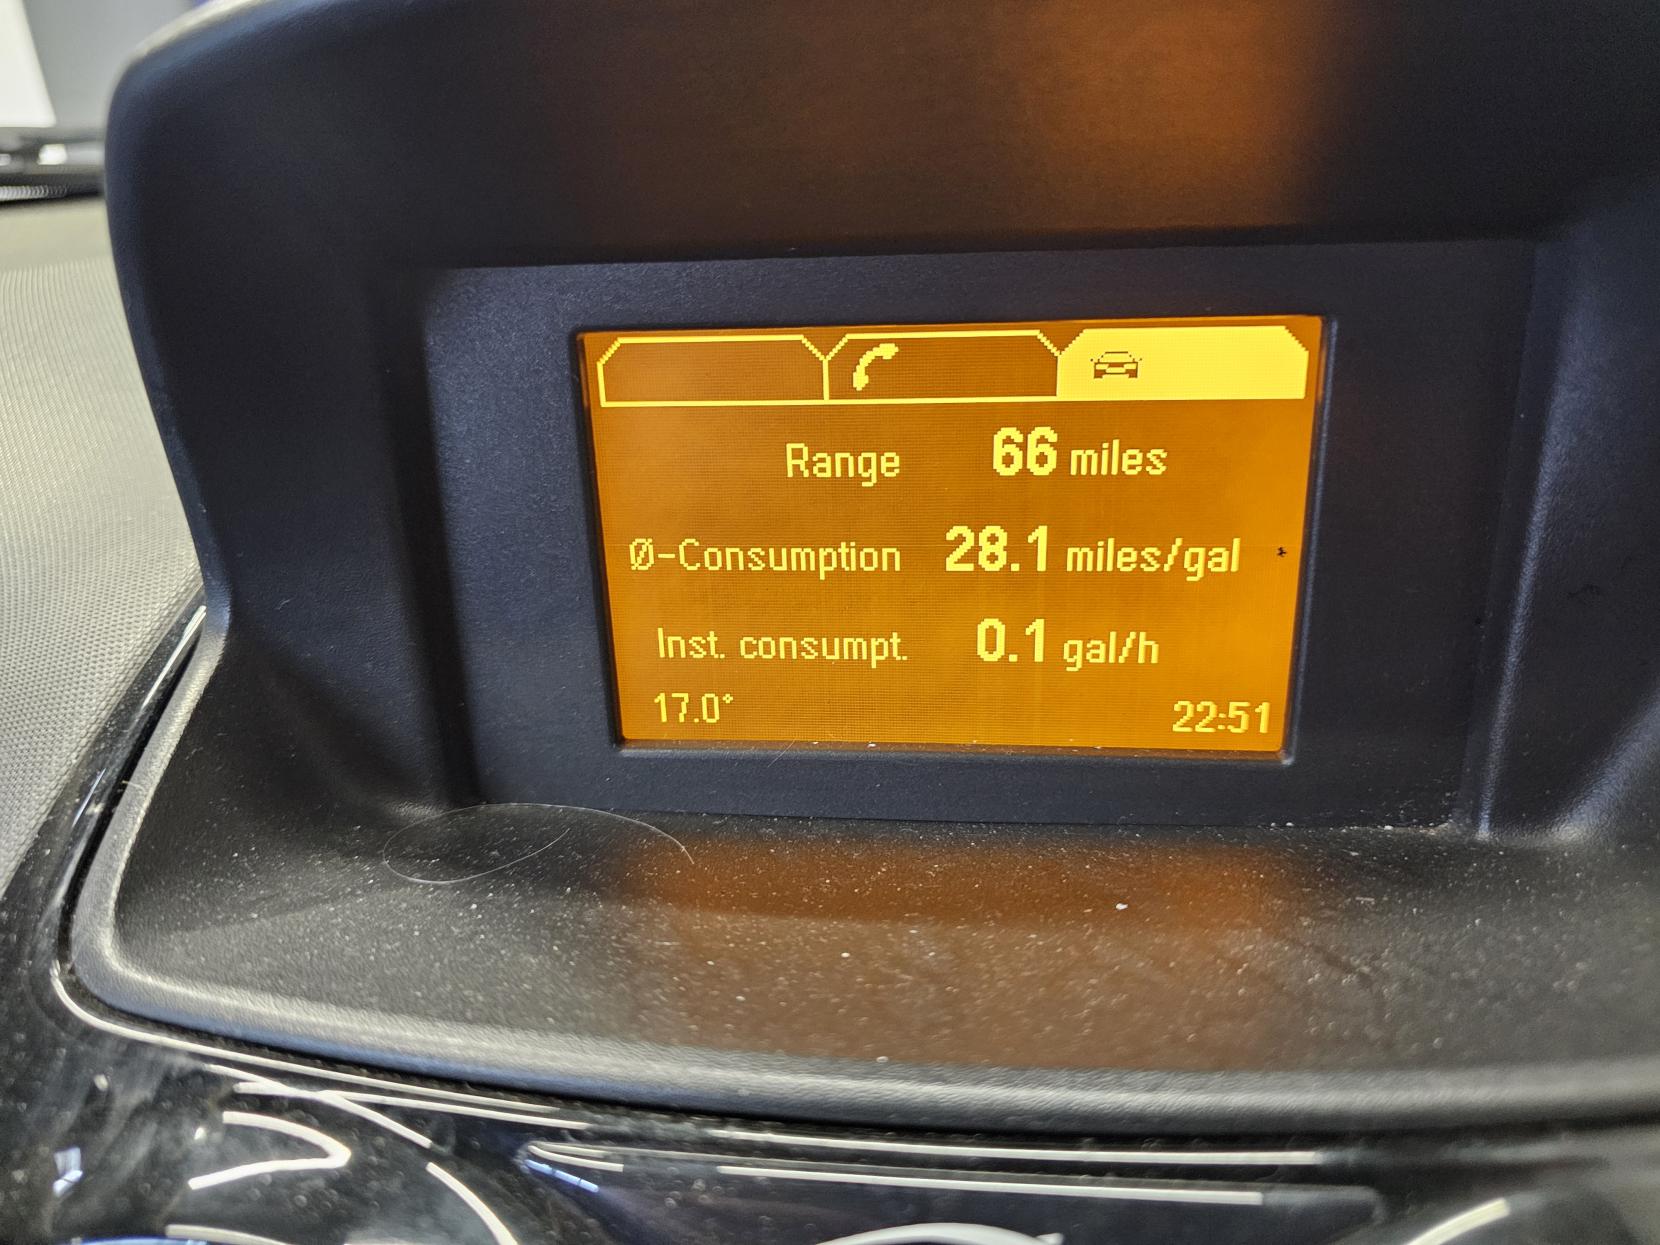 Range 66 miles
Ø-Consumption 28.1 miles/gal
Inst. consumpt. 0.1 gal/h
17.0° 22:51